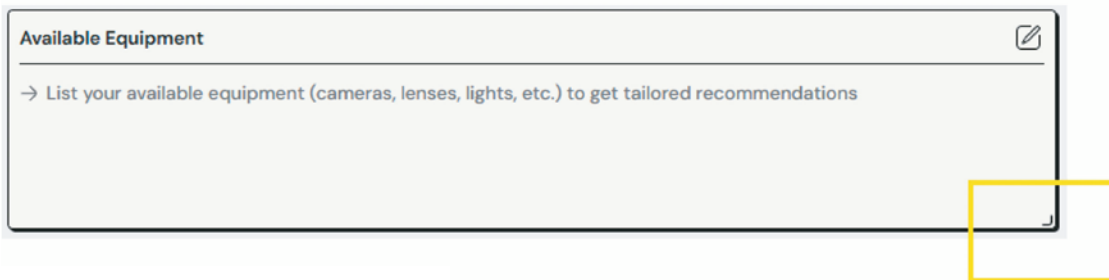 Available Equipment
→ List your available equipment (cameras, lenses, lights, etc.) to get tailored recommendations